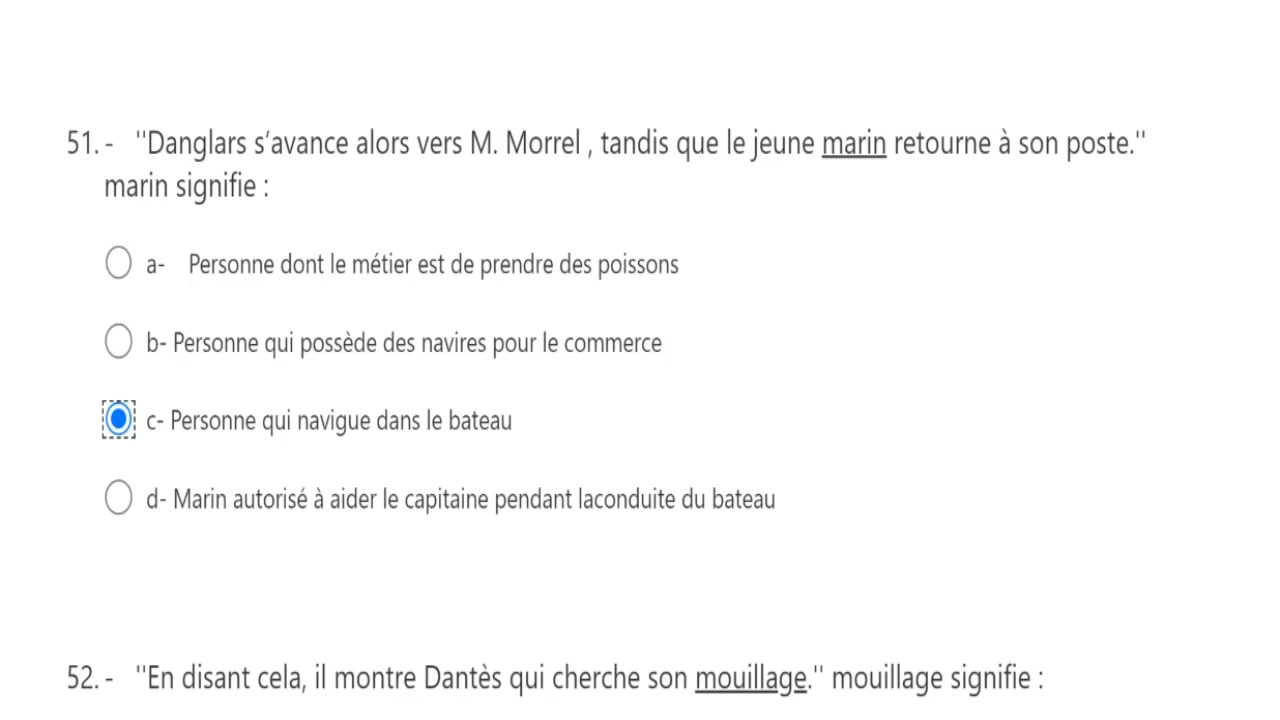 51. - "Danglars s’avance alors vers M. Morrel , tandis que le jeune marin retourne à son poste."
marin signifie :
a- Personne dont le métier est de prendre des poissons
b- Personne qui possède des navires pour le commerce
c- Personne qui navigue dans le bateau
d- Marin autorisé à aider le capitaine pendant laconduite du bateau
52. - "En disant cela, il montre Dantès qui cherche son mouillage." mouillage signifie :